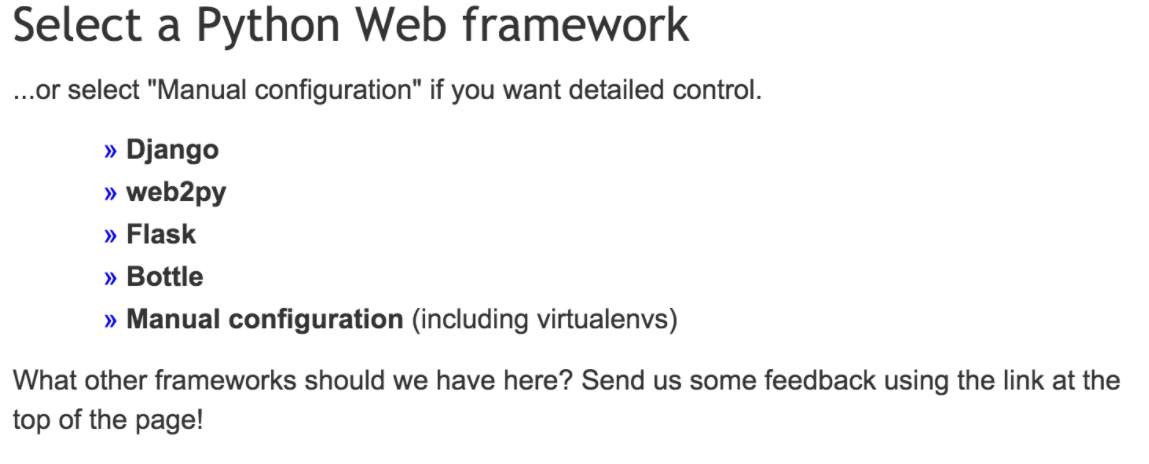 Select a Python Web framework
...or select "Manual configuration" if you want detailed control.
» Django
» web2py
» Flask
» Bottle
» Manual configuration (including virtualenvs)
What other frameworks should we have here? Send us some feedback using the link at the
top of the page!